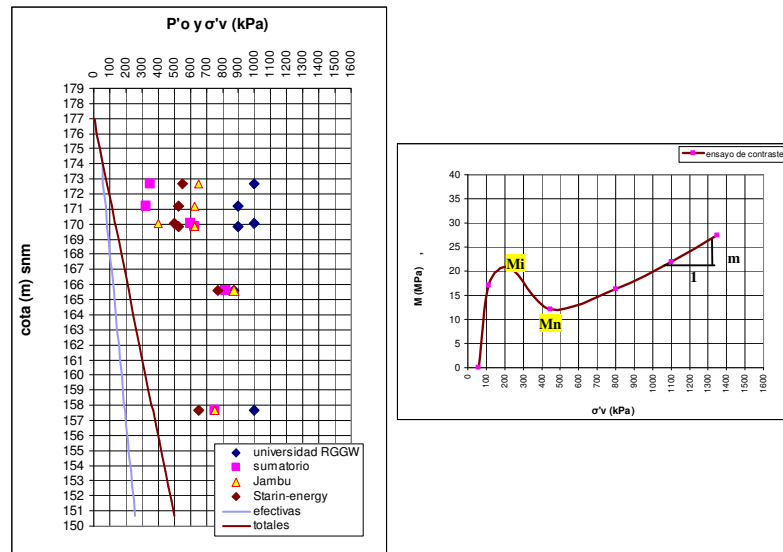 P'o y σ'v (kPa)
0 100 200 300 400 500 600 700 800 900 1000 1100 1200 1300 1400 1500 1600
cota (m) snm
179
178
177
176
175
174
173
172
171
170
169
168
167
166
165
164
163
162
161
160
159
158
157
156
155
154
153
152
151
150
universidad RGGW
sumatorio
Jambu
Starin-energy
efectivas
totales
ensayo de contraste
M (MPa) ,
40
35
30
25
20
15
10
5
0
Mi
Mn
m
1
0 100 200 300 400 500 600 700 800 900 1000 1100 1200 1300 1400 1500 1600
σ'v (kPa)